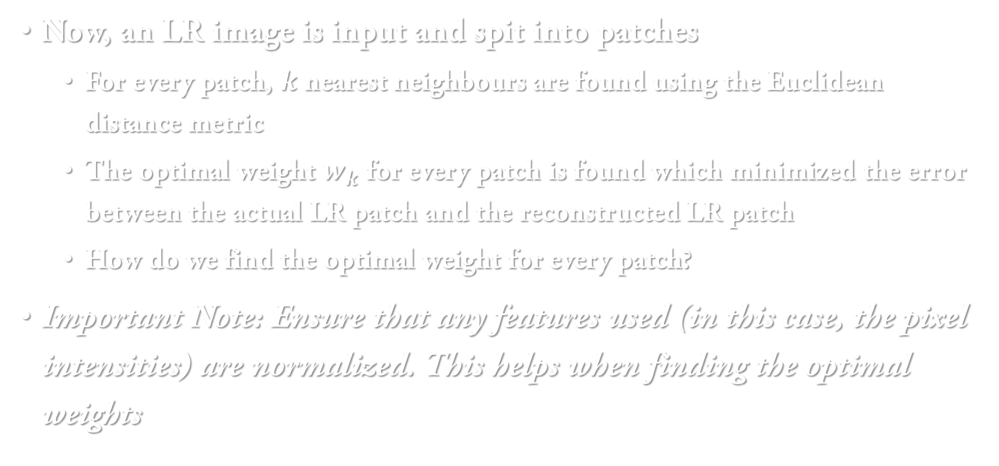 • Now, an LR image is input and spit into patches
• For every patch, k nearest neighbours are found using the Euclidean
distance metric
• The optimal weight wₖ for every patch is found which minimized the error
between the actual LR patch and the reconstructed LR patch
• How do we find the optimal weight for every patch?
• Important Note: Ensure that any features used (in this case, the pixel
intensities) are normalized. This helps when finding the optimal
weights